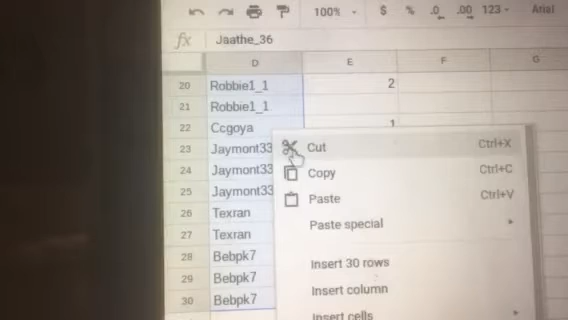 100% $ % .0 .00 123 Arial
fx Jaathe_36
D E F G
20 Robbie1_1 2
21 Robbie1_1
22 Ccgoya 1
23 Jaymont33
24 Jaymont33
25 Jaymont33
26 Texran
27 Texran
28 Bebpk7
29 Bebpk7
30 Bebpk7
Cut Ctrl+X
Copy Ctrl+C
Paste Ctrl+V
Paste special
Insert 30 rows
Insert column
Insert cells